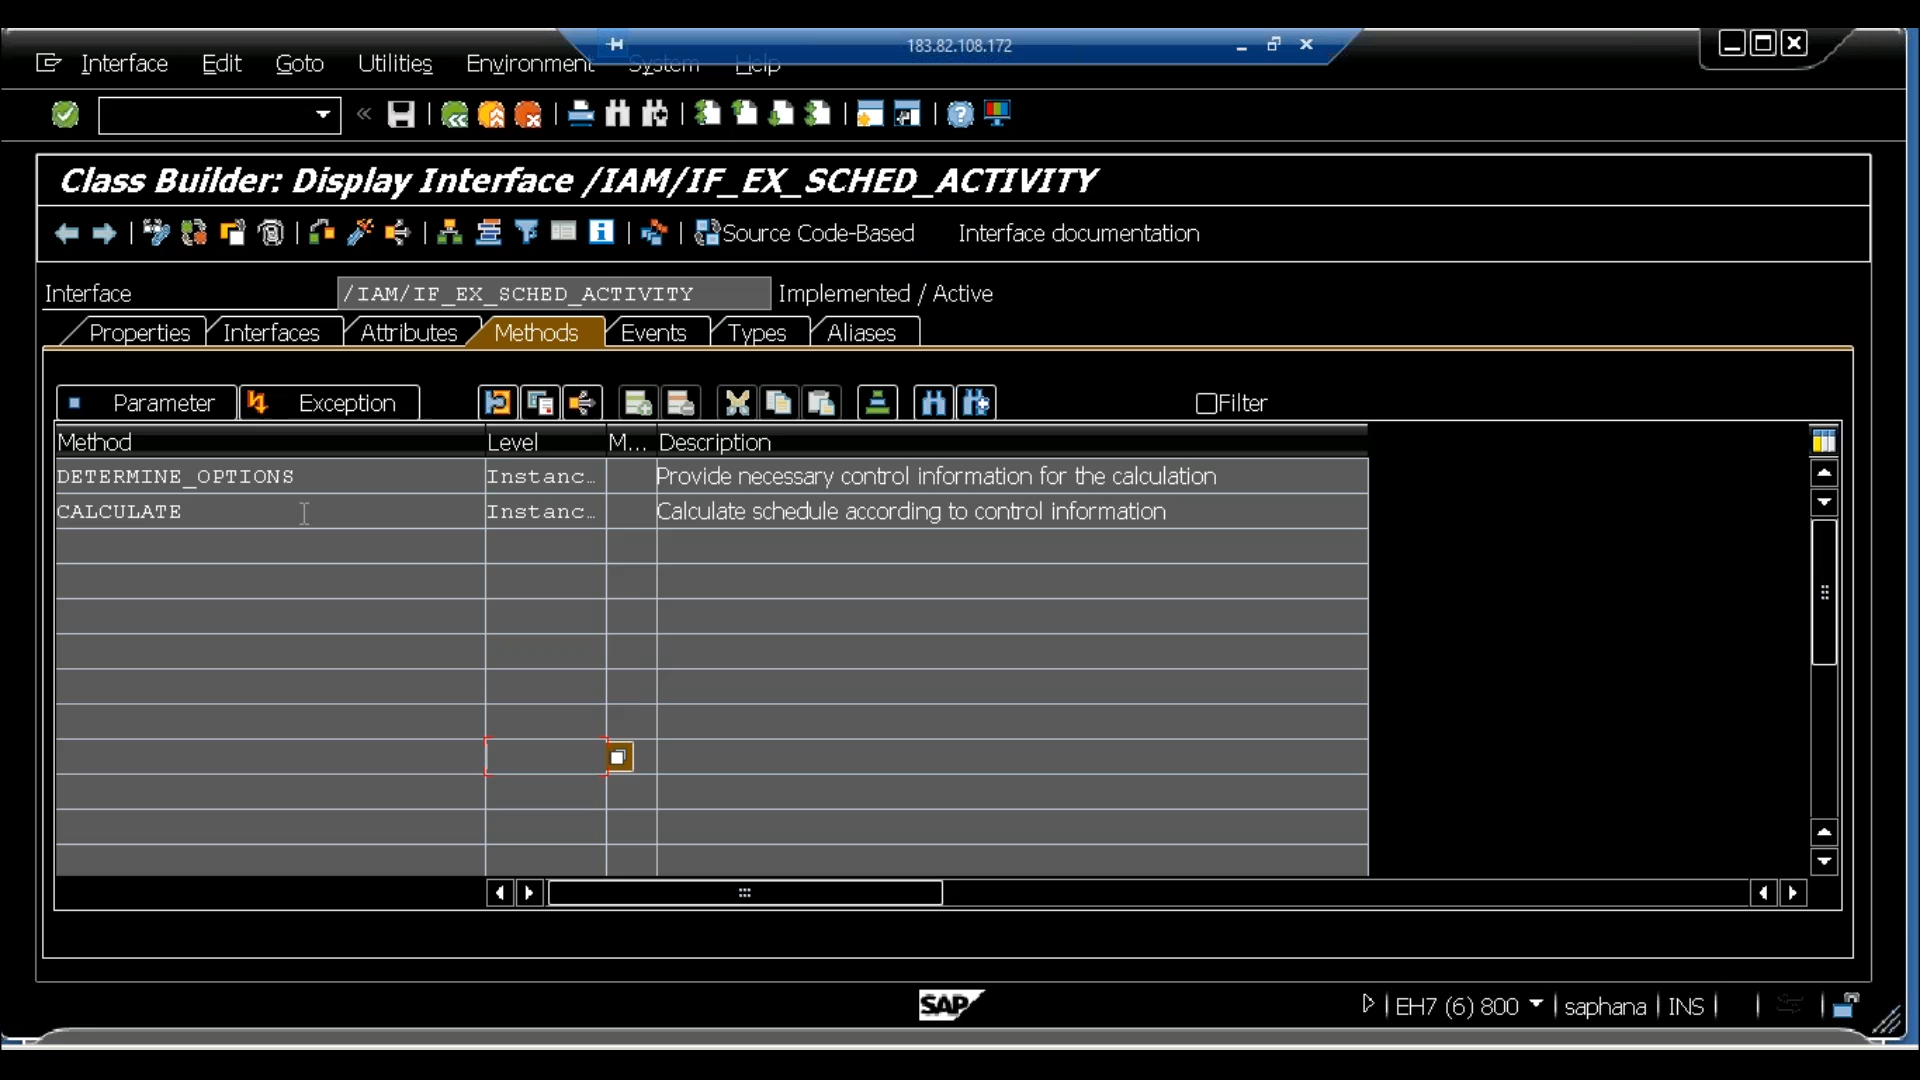 183.82.108.172
Interface Edit Goto Utilities Environment System Help
Class Builder: Display Interface /IAM/IF_EX_SCHED_ACTIVITY
Source Code-Based Interface documentation
Interface /IAM/IF_EX_SCHED_ACTIVITY Implemented / Active
Properties Interfaces Attributes Methods Events Types Aliases
Parameter Exception Filter
Method Level M... Description
DETERMINE_OPTIONS Instanc… Provide necessary control information for the calculation
CALCULATE Instanc… Calculate schedule according to control information
SAP EH7 (6) 800 saphana INS